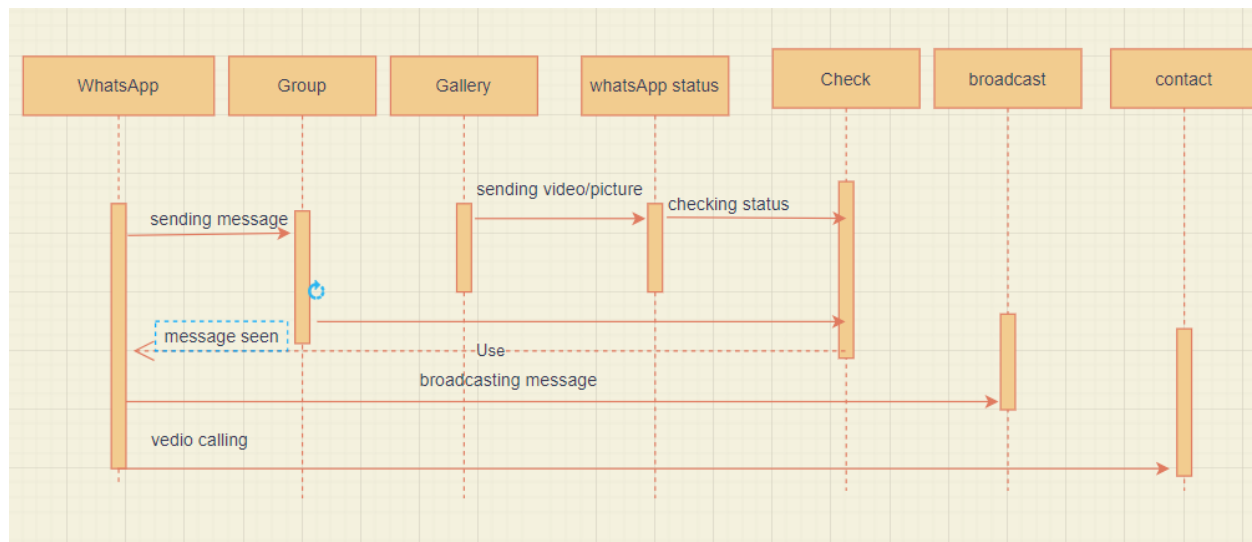 WhatsApp
Group
Gallery
whatsApp status
Check
broadcast
contact
sending video/picture
checking status
sending message
message seen
Use
broadcasting message
vedio calling